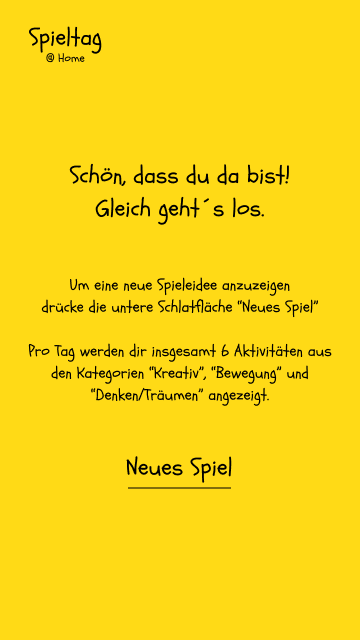 Spieltag
@ Home
Schön, dass du da bist!
Gleich geht´s los.
Um eine neue Spieleidee anzuzeigen
drücke die untere Schlatfläche "Neues Spiel"
Pro Tag werden dir insgesamt 6 Aktivitäten aus
den Kategorien "Kreativ", "Bewegung" und
"Denken/Träumen" angezeigt.
Neues Spiel